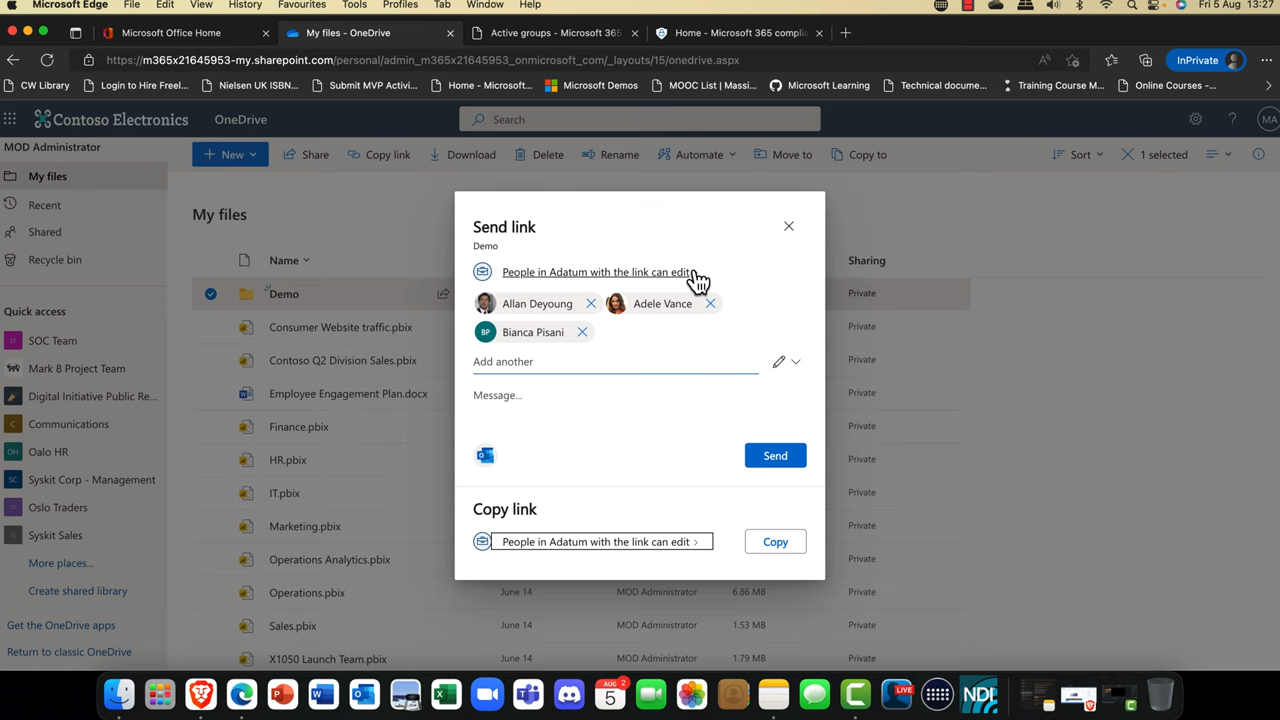 Microsoft Edge File Edit View History Favourites Tools Profiles Tab Window Help Fri 5 Aug 13:27
Microsoft Office Home My files - OneDrive Active groups - Microsoft 365 Home - Microsoft 365 compli
https://m365x21645953-my.sharepoint.com/personal/admin_m365x21645953_onmicrosoft_com/_layouts/15/onedrive.aspx InPrivate
CW Library Login to Hire Freel... Nielsen UK ISBN... Submit MVP Activi... Home - Microsoft... Microsoft Demos MOOC List | Massi... Microsoft Learning Technical documen... Training Course M... Online Courses -...
Contoso Electronics OneDrive Search MA
MOD Administrator New Share Copy link Download Delete Rename Automate Move to Copy to Sort 1 selected
My files
Recent
Shared
Recycle bin
Quick access
SOC Team
Mark 8 Project Team
Digital Initiative Public Re...
Communications
OH Oalo HR
Syskit Corp - Management
Oslo Traders
Syskit Sales
More places...
Create shared library
Get the OneDrive apps
Return to classic OneDrive
My files
Name Sharing
Demo Private
Consumer Website traffic.pbix Private
Contoso Q2 Division Sales.pbix Private
Employee Engagement Plan.docx Private
Finance.pbix Private
HR.pbix Private
IT.pbix Private
Marketing.pbix Private
Operations Analytics.pbix Private
Operations.pbix June 14 MOD Administrator 6.86 MB Private
Sales.pbix June 14 MOD Administrator 1.53 MB Private
X1050 Launch Team.pbix June 14 MOD Administrator 1.79 MB Private
Send link
Demo
People in Adatum with the link can edit
Allan Deyoung Adele Vance
BP Bianca Pisani
Add another
Message...
Send
Copy link
People in Adatum with the link can edit >
Copy
AUG 2
5
LIVE
NDI